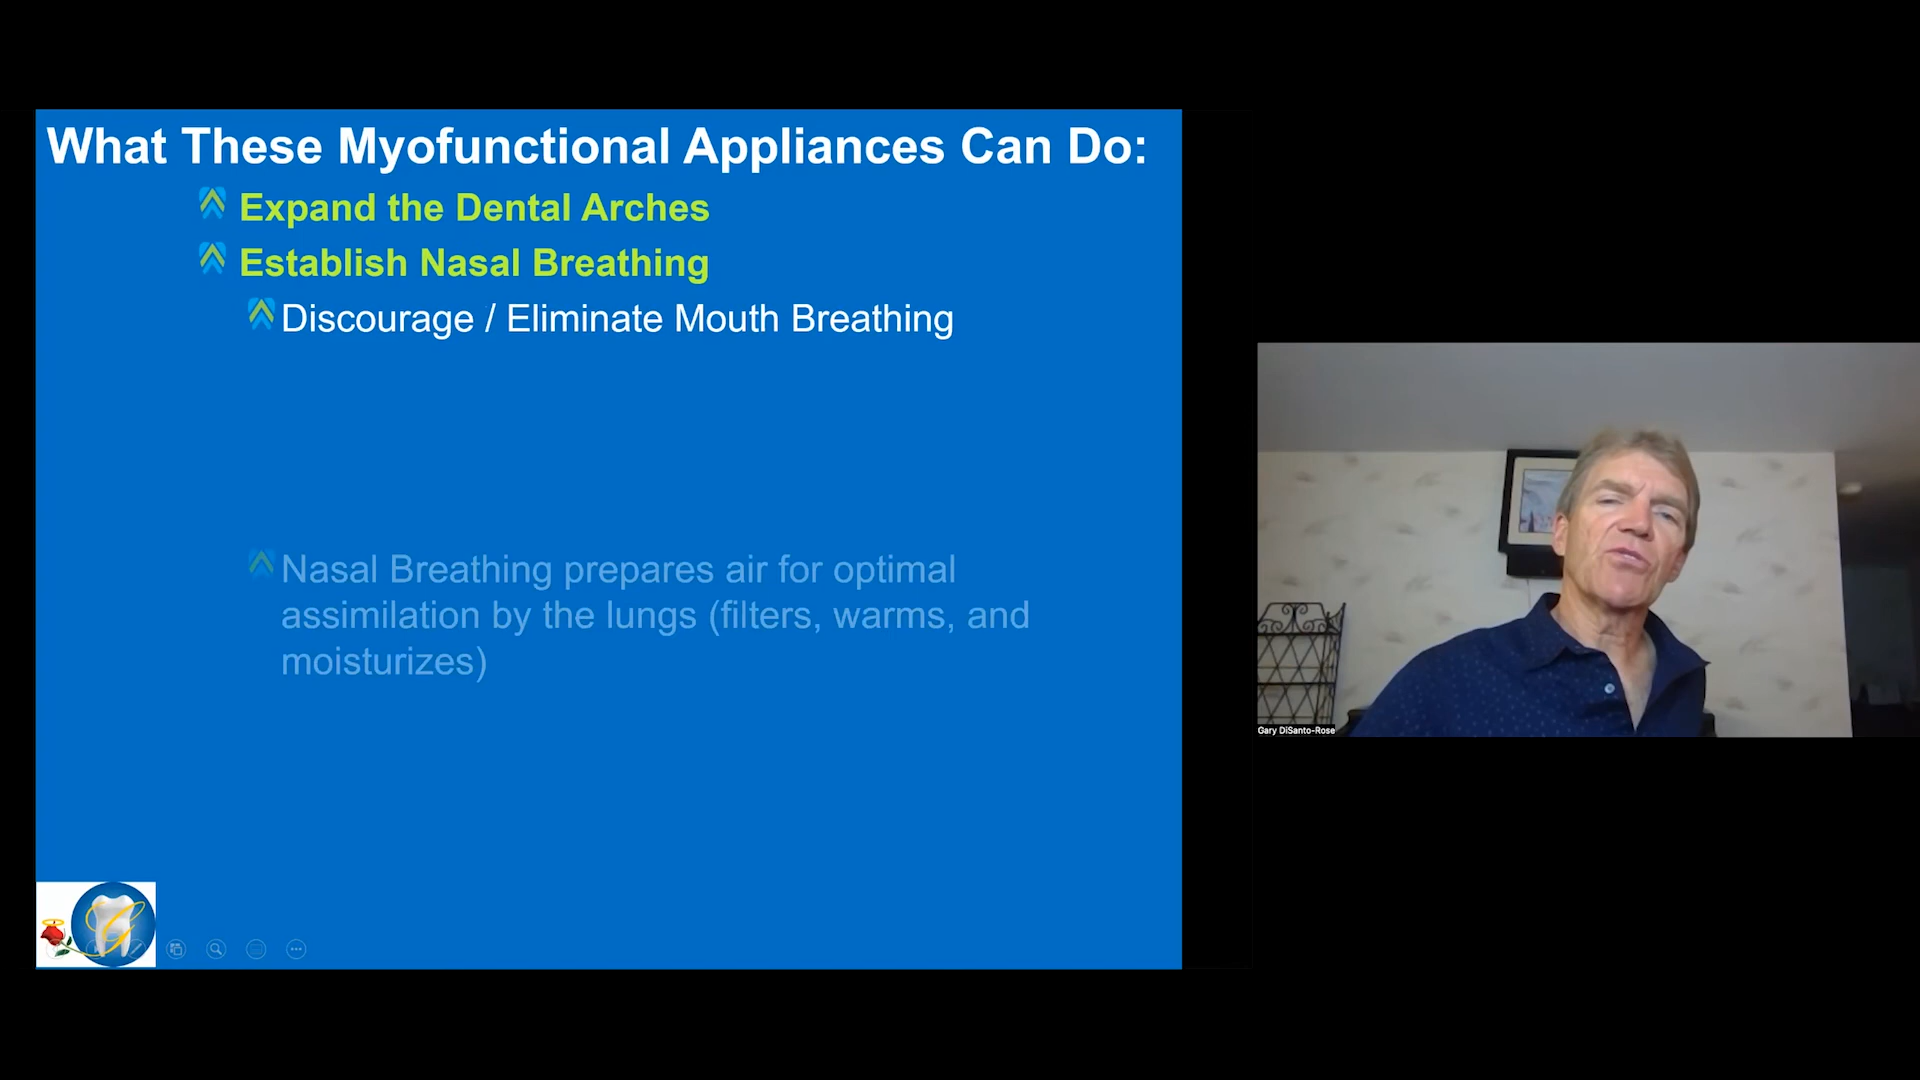 What These Myofunctional Appliances Can Do:
Expand the Dental Arches
Establish Nasal Breathing
Discourage / Eliminate Mouth Breathing
Nasal Breathing prepares air for optimal
assimilation by the lungs (filters, warms, and
moisturizes)
G
Gary DiSanto-Rose